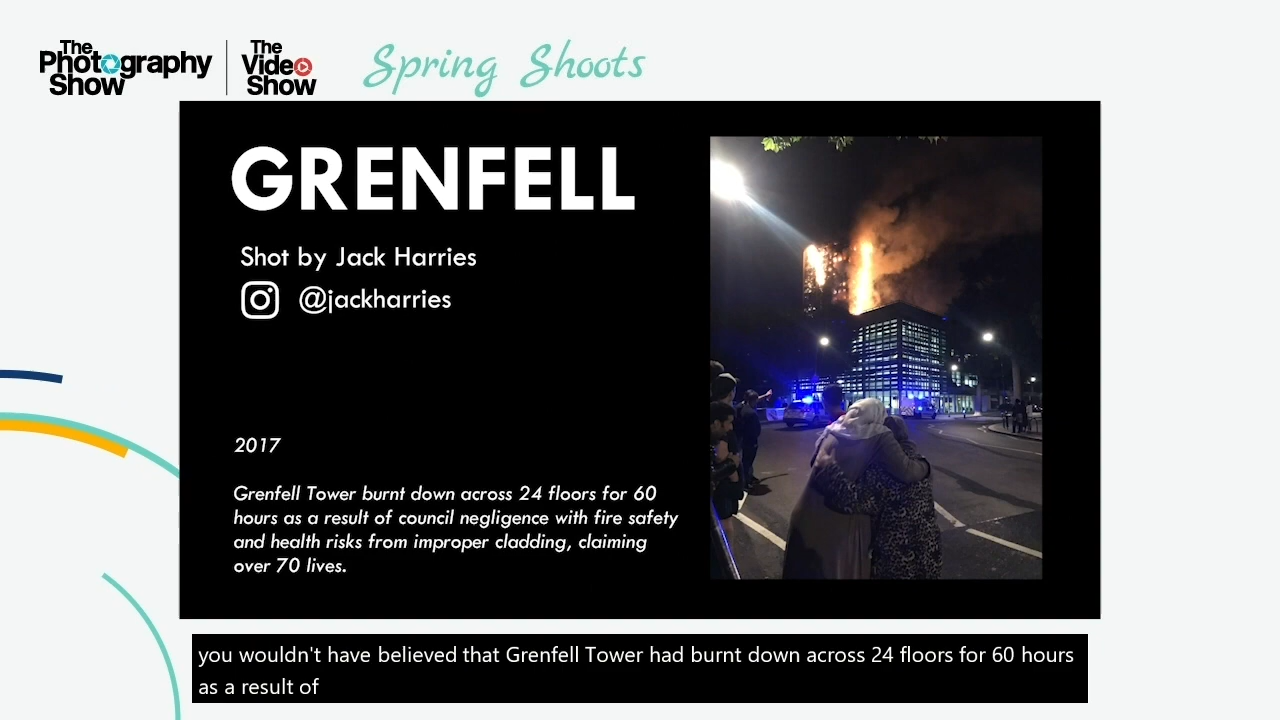 The
Photography
Show
The
Video
Show
Spring Shoots
GRENFELL
Shot by Jack Harries
@jackharries
2017
Grenfell Tower burnt down across 24 floors for 60
hours as a result of council negligence with fire safety
and health risks from improper cladding, claiming
over 70 lives.
you wouldn't have believed that Grenfell Tower had burnt down across 24 floors for 60 hours
as a result of